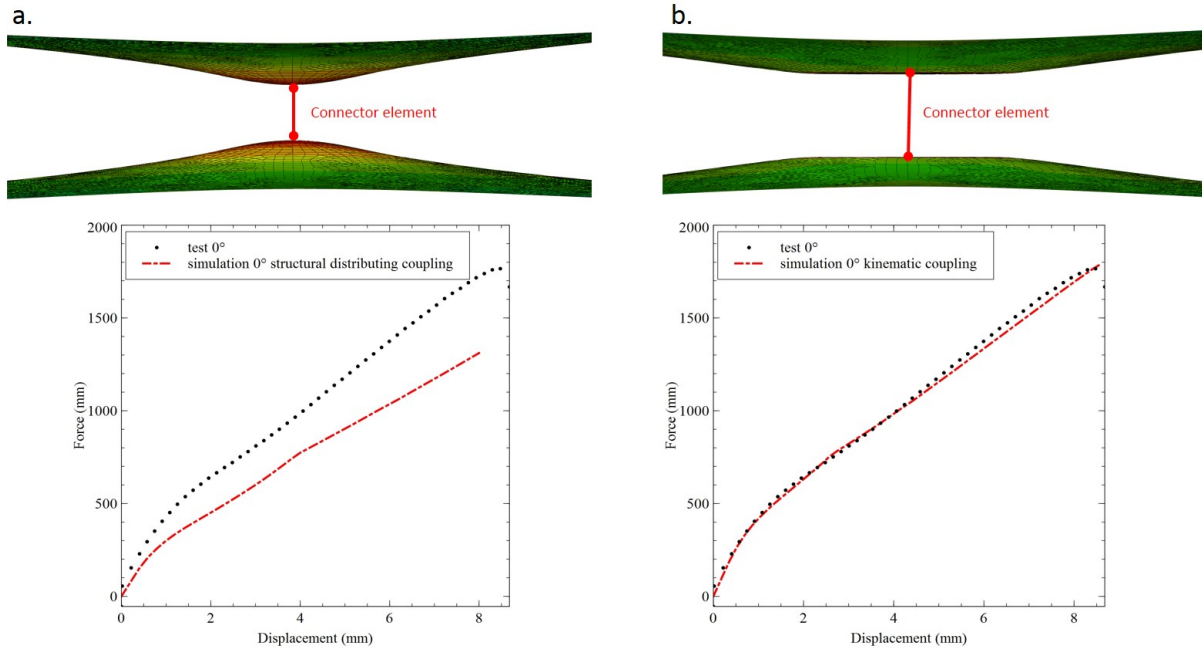 a.
Connector element
2000
1500
1000
500
0
Force (mm)
test 0°
simulation 0° structural distributing coupling
0 2 4 6 8
Displacement (mm)
b.
Connector element
2000
1500
1000
500
0
Force (mm)
test 0°
simulation 0° kinematic coupling
0 2 4 6 8
Displacement (mm)